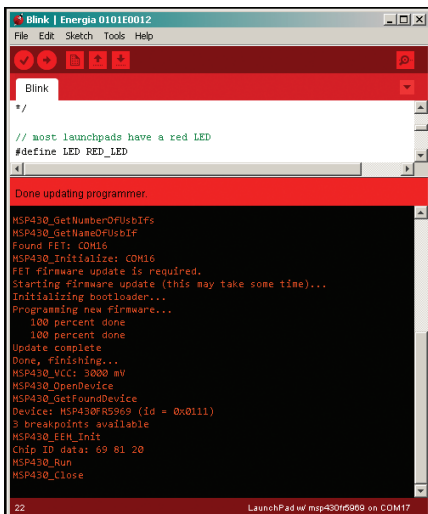 Blink | Energia 0101E0012
File Edit Sketch Tools Help
Blink
*/
// most launchpads have a red LED
#define LED RED_LED
Done updating programmer.
MSP430_GetNumberOfUsbIfs
MSP430_GetNameOfUsbIf
Found FET: COM16
MSP430_Initialize: COM16
FET firmware update is required.
Starting firmware update (this may take some time)...
Initializing bootloader...
Programming new firmware...
100 percent done
100 percent done
Update complete
Done, finishing...
MSP430_VCC: 3000 mV
MSP430_OpenDevice
MSP430_GetFoundDevice
Device: MSP430FR5969 (id = 0x0111)
3 breakpoints available
MSP430_EEM_Init
Chip ID data: 69 81 20
MSP430_Run
MSP430_Close
22 LaunchPad w/ msp430fr5969 on COM17